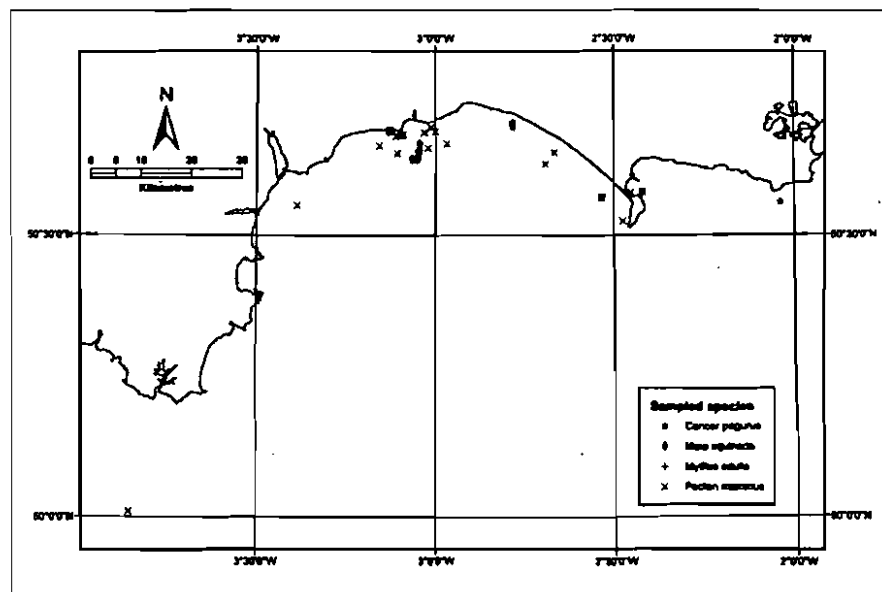 3°30'0"W 3°0'0"W 2°30'0"W 2°0'0"W
N
0 5 10 20 30
Kilometres
50°30'0"N 50°30'0"N
Sampled species
Cancer pagurus
Maia squinado
Mytilus edulis
Pecten maximus
50°0'0"N 50°0'0"N
3°30'0"W 3°0'0"W 2°30'0"W 2°0'0"W